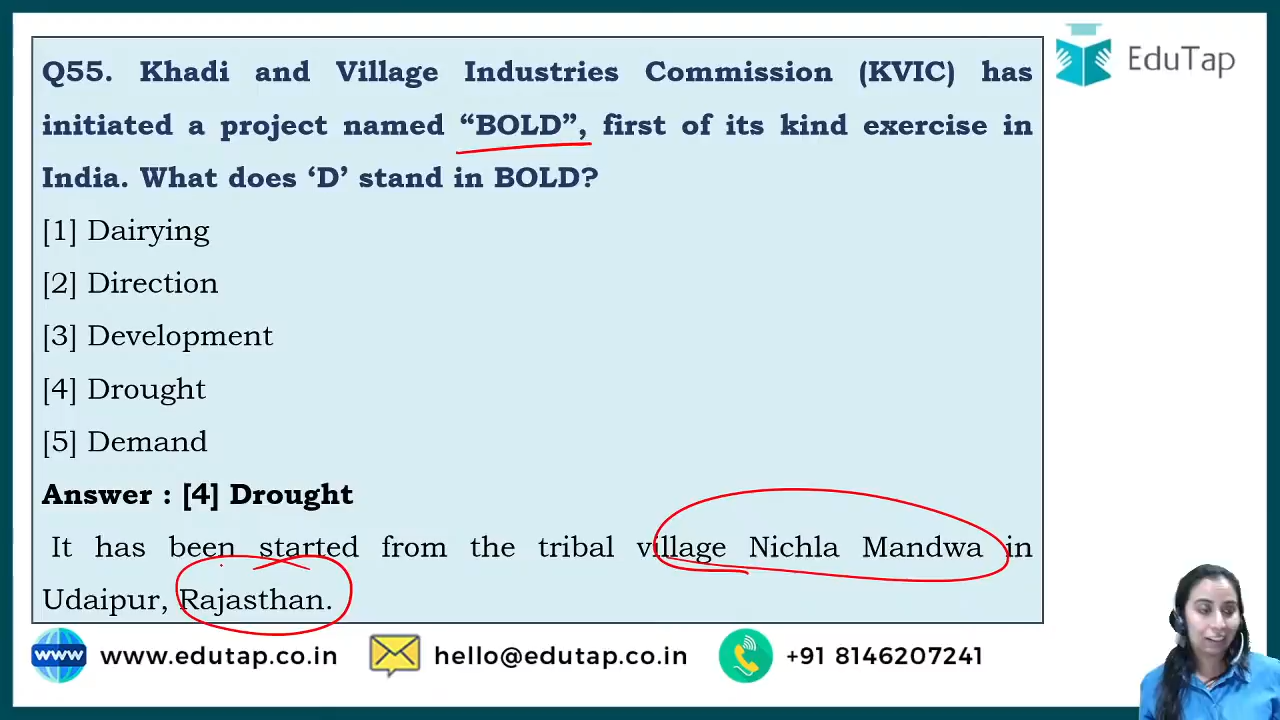 Q55. Khadi and Village Industries Commission (KVIC) has
initiated a project named “BOLD”, first of its kind exercise in
India. What does ‘D’ stand in BOLD?
[1] Dairying
[2] Direction
[3] Development
[4] Drought
[5] Demand
Answer : [4] Drought
It has been started from the tribal village Nichla Mandwa in
Udaipur, Rajasthan.
EduTap
www
www.edutap.co.in
hello@edutap.co.in
+91 8146207241